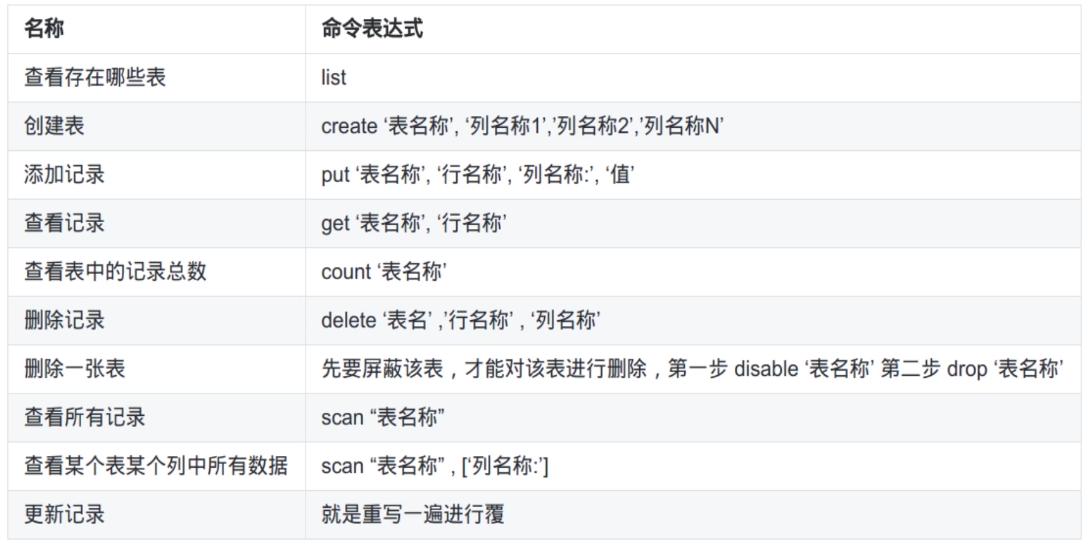 名称 命令表达式
查看存在哪些表 list
创建表 create ‘表名称’, ‘列名称1’,’列名称2’,’列名称N’
添加记录 put ‘表名称’, ‘行名称’, ‘列名称:’, ‘值’
查看记录 get ‘表名称’, ‘行名称’
查看表中的记录总数 count ‘表名称’
删除记录 delete ‘表名’ ,’行名称’ , ‘列名称’
删除一张表 先要屏蔽该表，才能对该表进行删除，第一步 disable ‘表名称’ 第二步 drop ‘表名称’
查看所有记录 scan “表名称”
查看某个表某个列中所有数据 scan “表名称” , [‘列名称:’]
更新记录 就是重写一遍进行覆